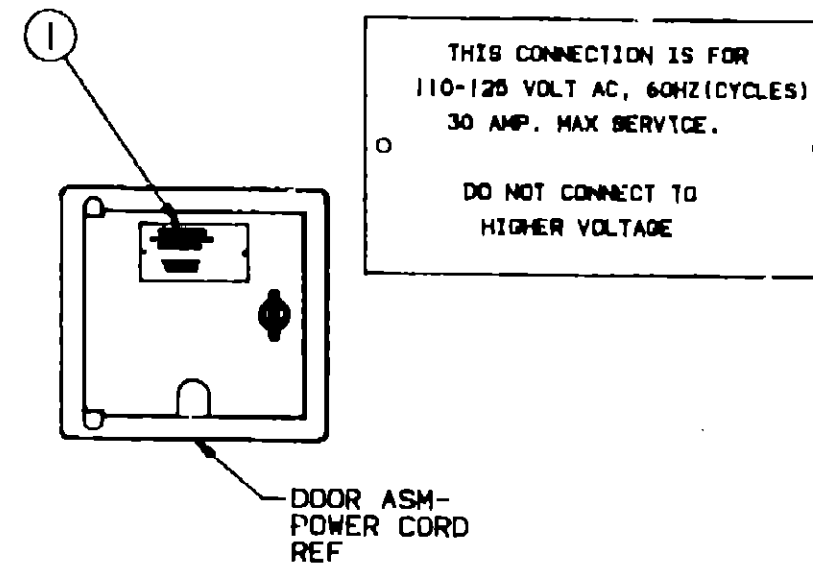 1
THIS CONNECTION IS FOR
110-125 VOLT AC, 60HZ(CYCLES)
30 AMP. MAX SERVICE.
DO NOT CONNECT TO
HIGHER VOLTAGE
DOOR ASM-
POWER CORD
REF